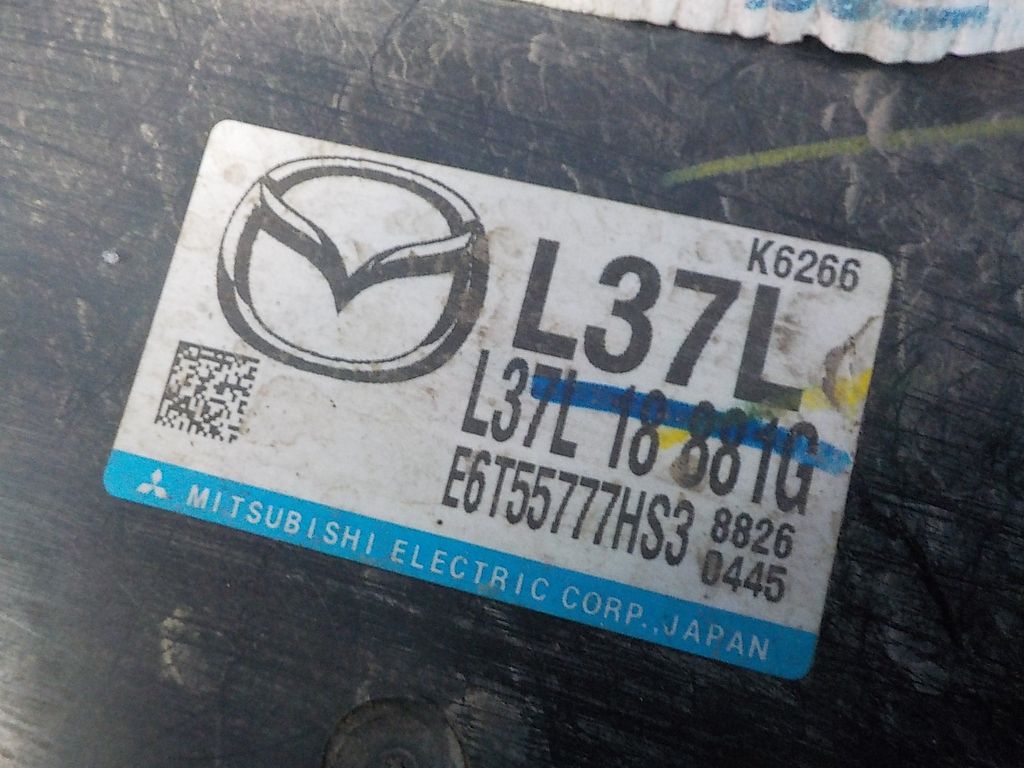 K6266
L37L
L37L 18 881G
E6T55777HS3 8826
0445
MITSUBISHI ELECTRIC CORP., JAPAN